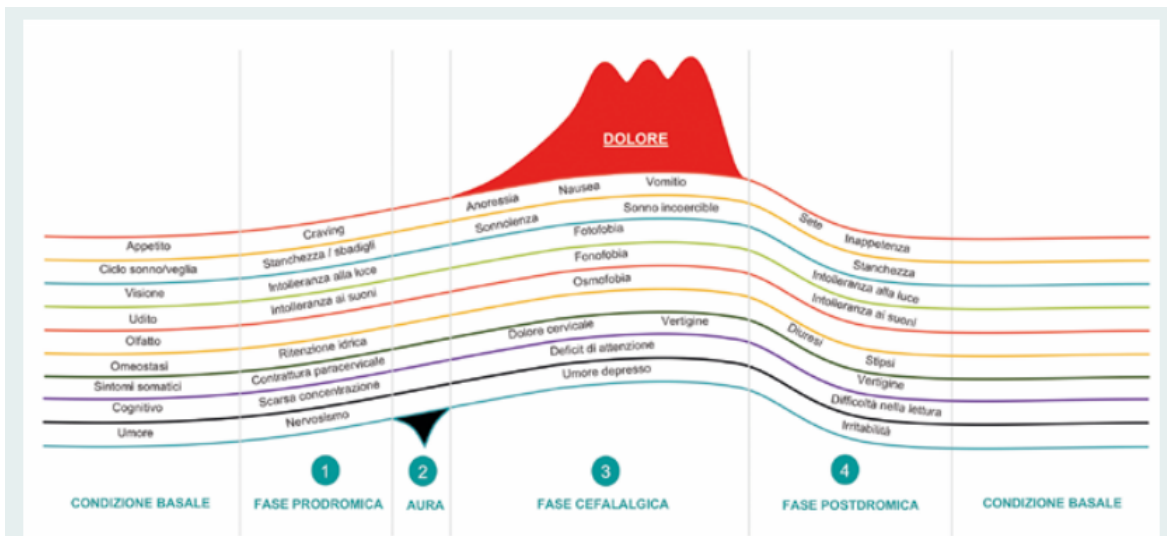 DOLORE
Anoressia Nausea Vomitio
Appetito Craving Sete Inappetenza
Ciclo sonno/veglia Stanchezza / sbadigli Sonnolenza Sonno incoercible Stanchezza
Visione Intolleranza alla luce Fotofobia Intolleranza alla luce
Udito Intolleranza ai suoni Fonofobia Intolleranza ai suoni
Olfatto Osmofobia
Omeostasi Ritenzione idrica Diuresi Stipsi
Sintomi somatici Contrattura paracervicale Dolore cervicale Vertigine Vertigine
Cognitivo Scarsa concentrazione Deficit di attenzione Difficoltà nella lettura
Umore Nervosismo Umore depresso Irritabilità
1 2 3 4
CONDIZIONE BASALE FASE PRODROMICA AURA FASE CEFALALGICA FASE POSTDROMICA CONDIZIONE BASALE